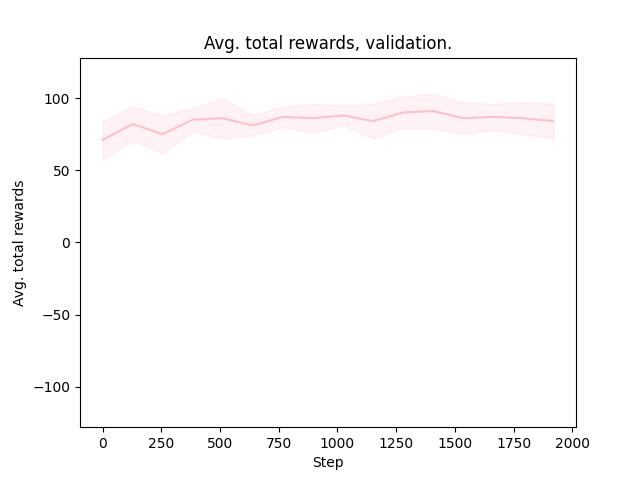 Avg. total rewards, validation.
100
50
0
−50
−100
Avg. total rewards
0 250 500 750 1000 1250 1500 1750 2000
Step